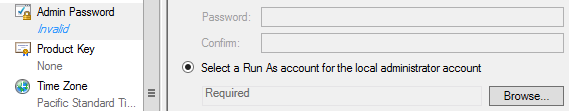 Admin Password
Invalid
Product Key
None
Time Zone
Pacific Standard Ti...
Password:
Confirm:
Select a Run As account for the local administrator account
Required
Browse...